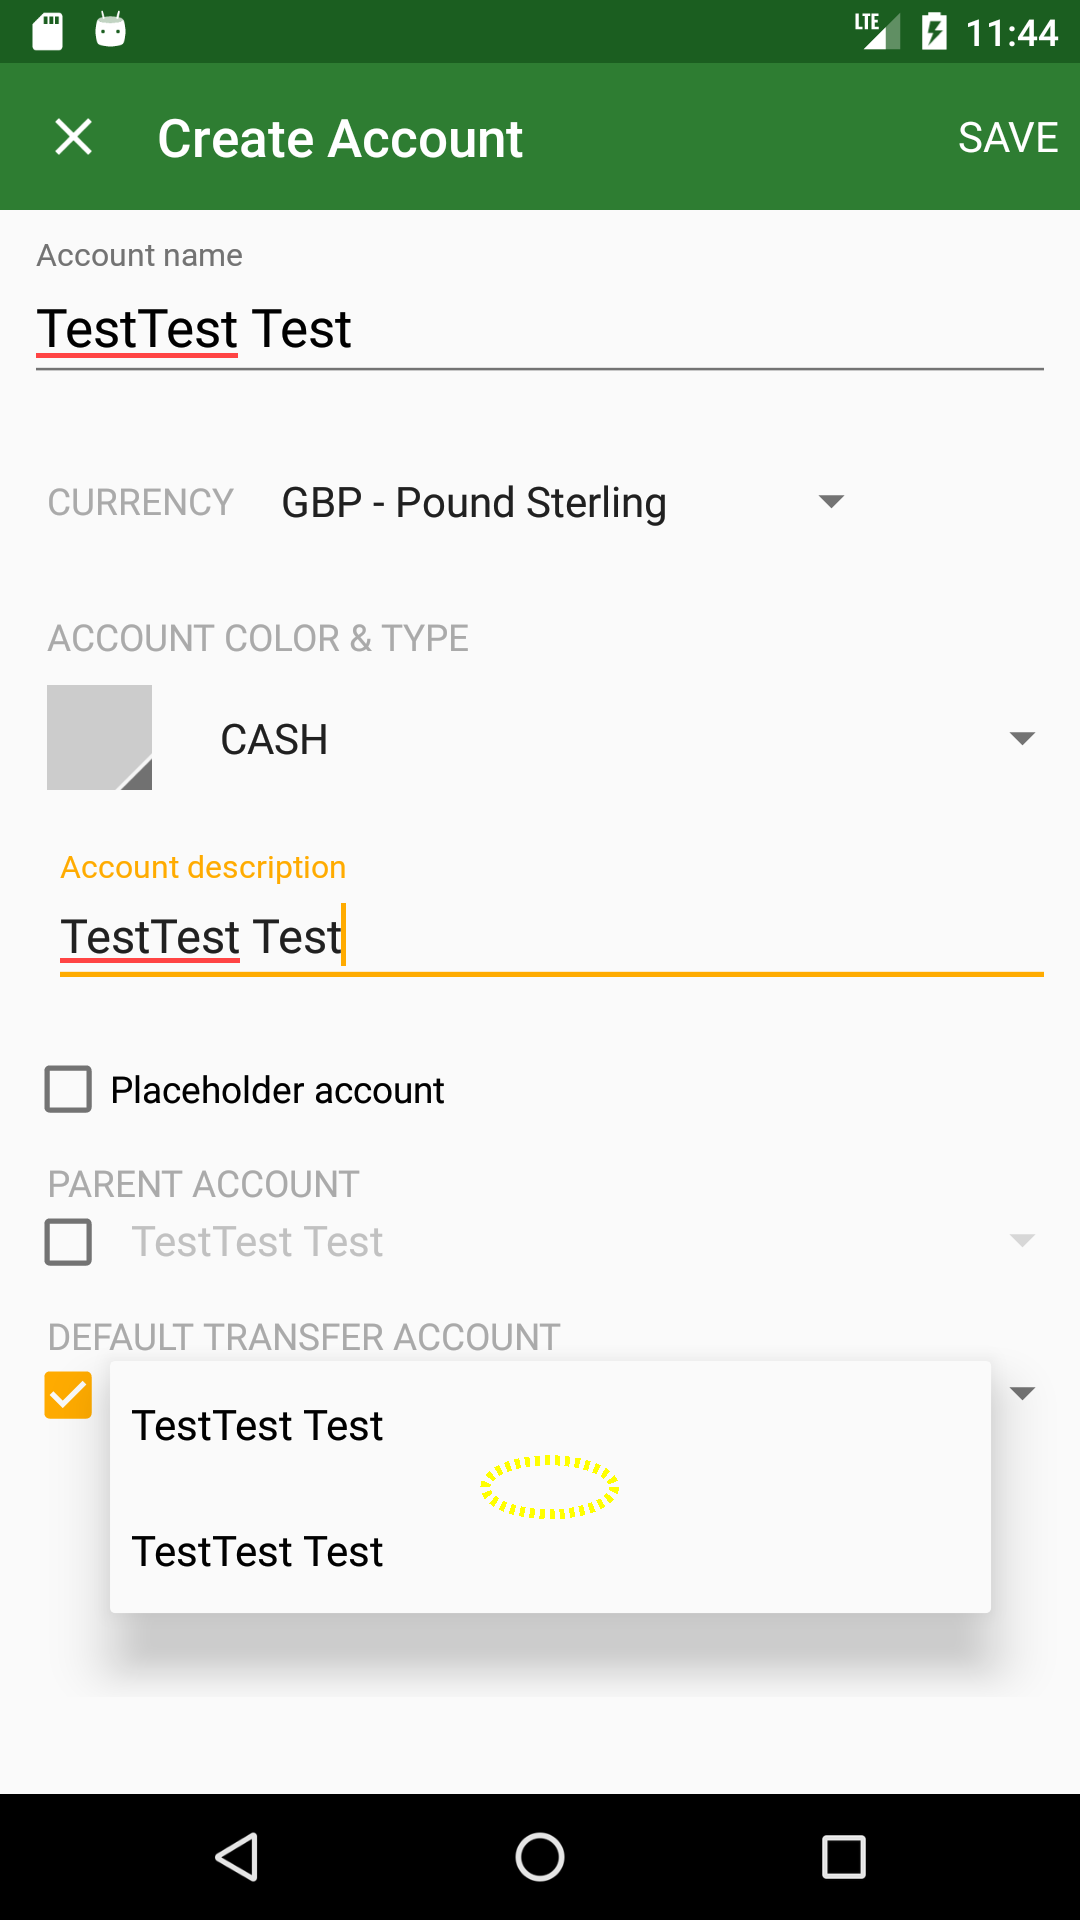 LTE 11:44
Create Account SAVE
Account name
TestTest Test
CURRENCY GBP - Pound Sterling
ACCOUNT COLOR & TYPE
CASH
Account description
TestTest Test
Placeholder account
PARENT ACCOUNT
TestTest Test
DEFAULT TRANSFER ACCOUNT
TestTest Test
TestTest Test